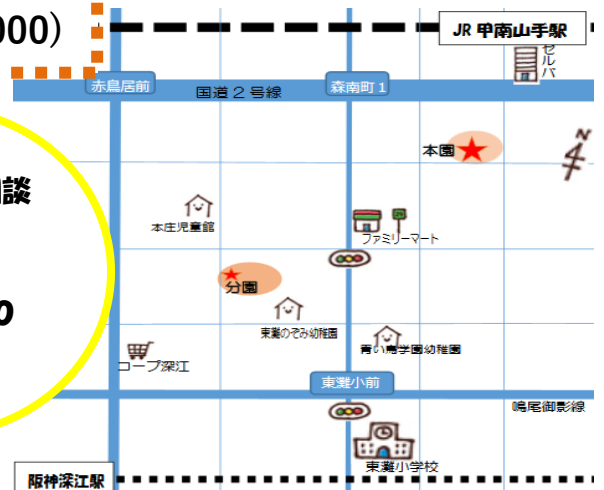 000)
JR 甲南山手駅
セルバ
赤鳥居前
国道２号線
森南町１
本園
N
談
本庄児童館
ファミリーマート
分園
の
東灘のぞみ幼稚園
青い鳥学園幼稚園
コープ深江
東灘小前
鳴尾御影線
東灘小学校
阪神深江駅